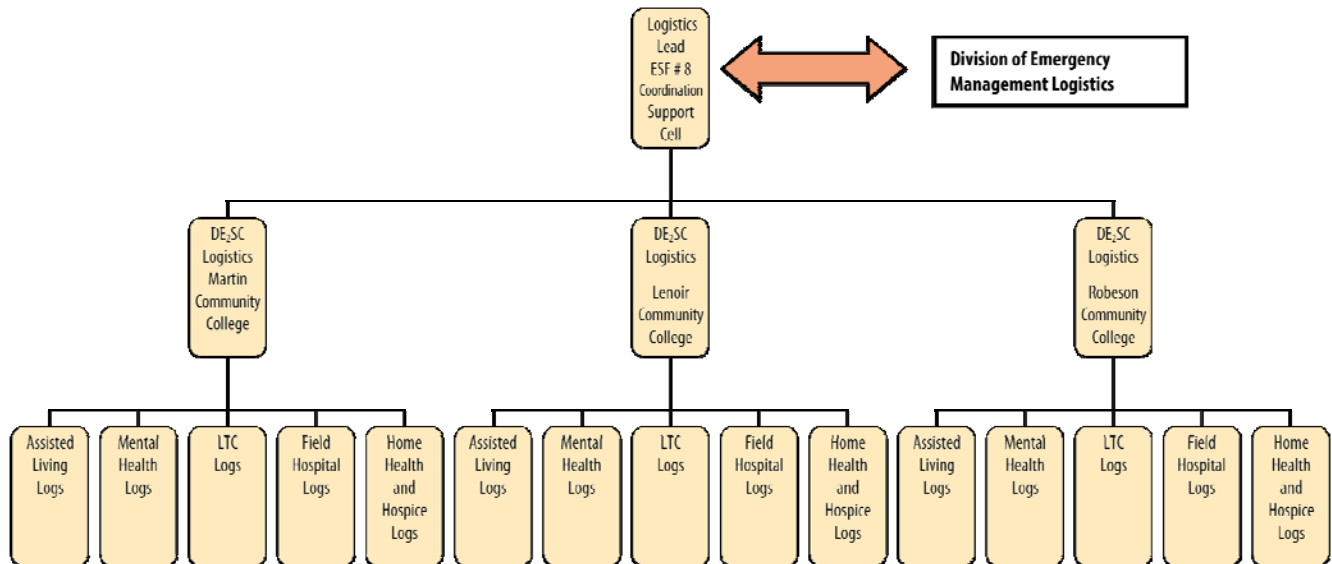 Logistics
Lead
ESF # 8
Coordination
Support
Cell
Division of Emergency
Management Logistics
DE₂SC
Logistics
Martin
Community
College
DE₂SC
Logistics
Lenoir
Community
College
DE₂SC
Logistics
Robeson
Community
College
Assisted
Living
Logs
Mental
Health
Logs
LTC
Logs
Field
Hospital
Logs
Home
Health
and
Hospice
Logs
Assisted
Living
Logs
Mental
Health
Logs
LTC
Logs
Field
Hospital
Logs
Home
Health
and
Hospice
Logs
Assisted
Living
Logs
Mental
Health
Logs
LTC
Logs
Field
Hospital
Logs
Home
Health
and
Hospice
Logs